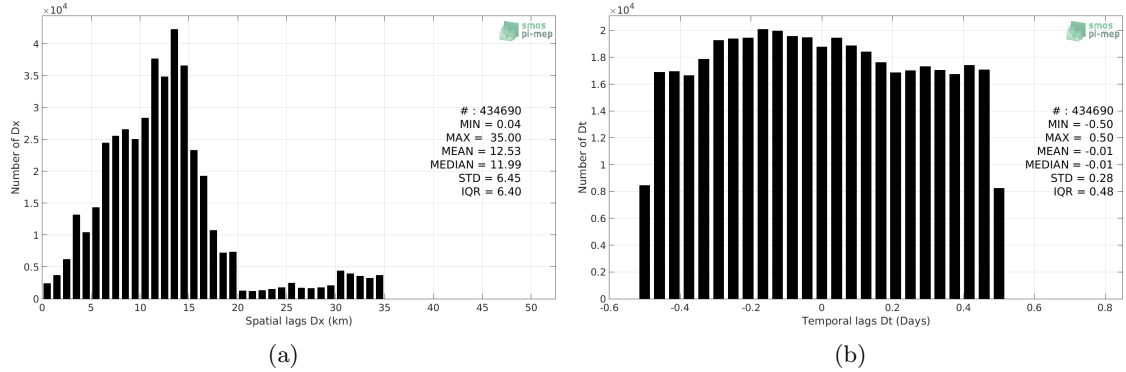 ×10⁴
smos
pi-mep
4
3.5
3
2.5
2
1.5
1
0.5
0
Number of Dx
# : 434690
MIN = 0.04
MAX = 35.00
MEAN = 12.53
MEDIAN = 11.99
STD = 6.45
IQR = 6.40
0 5 10 15 20 25 30 35 40 45 50
Spatial lags Dx (km)
(a)
×10⁴
smos
pi-mep
2
1.8
1.6
1.4
1.2
1
0.8
0.6
0.4
0.2
0
Number of Dt
# : 434690
MIN = -0.50
MAX = 0.50
MEAN = -0.01
MEDIAN = -0.01
STD = 0.28
IQR = 0.48
-0.6 -0.4 -0.2 0 0.2 0.4 0.6 0.8
Temporal lags Dt (Days)
(b)